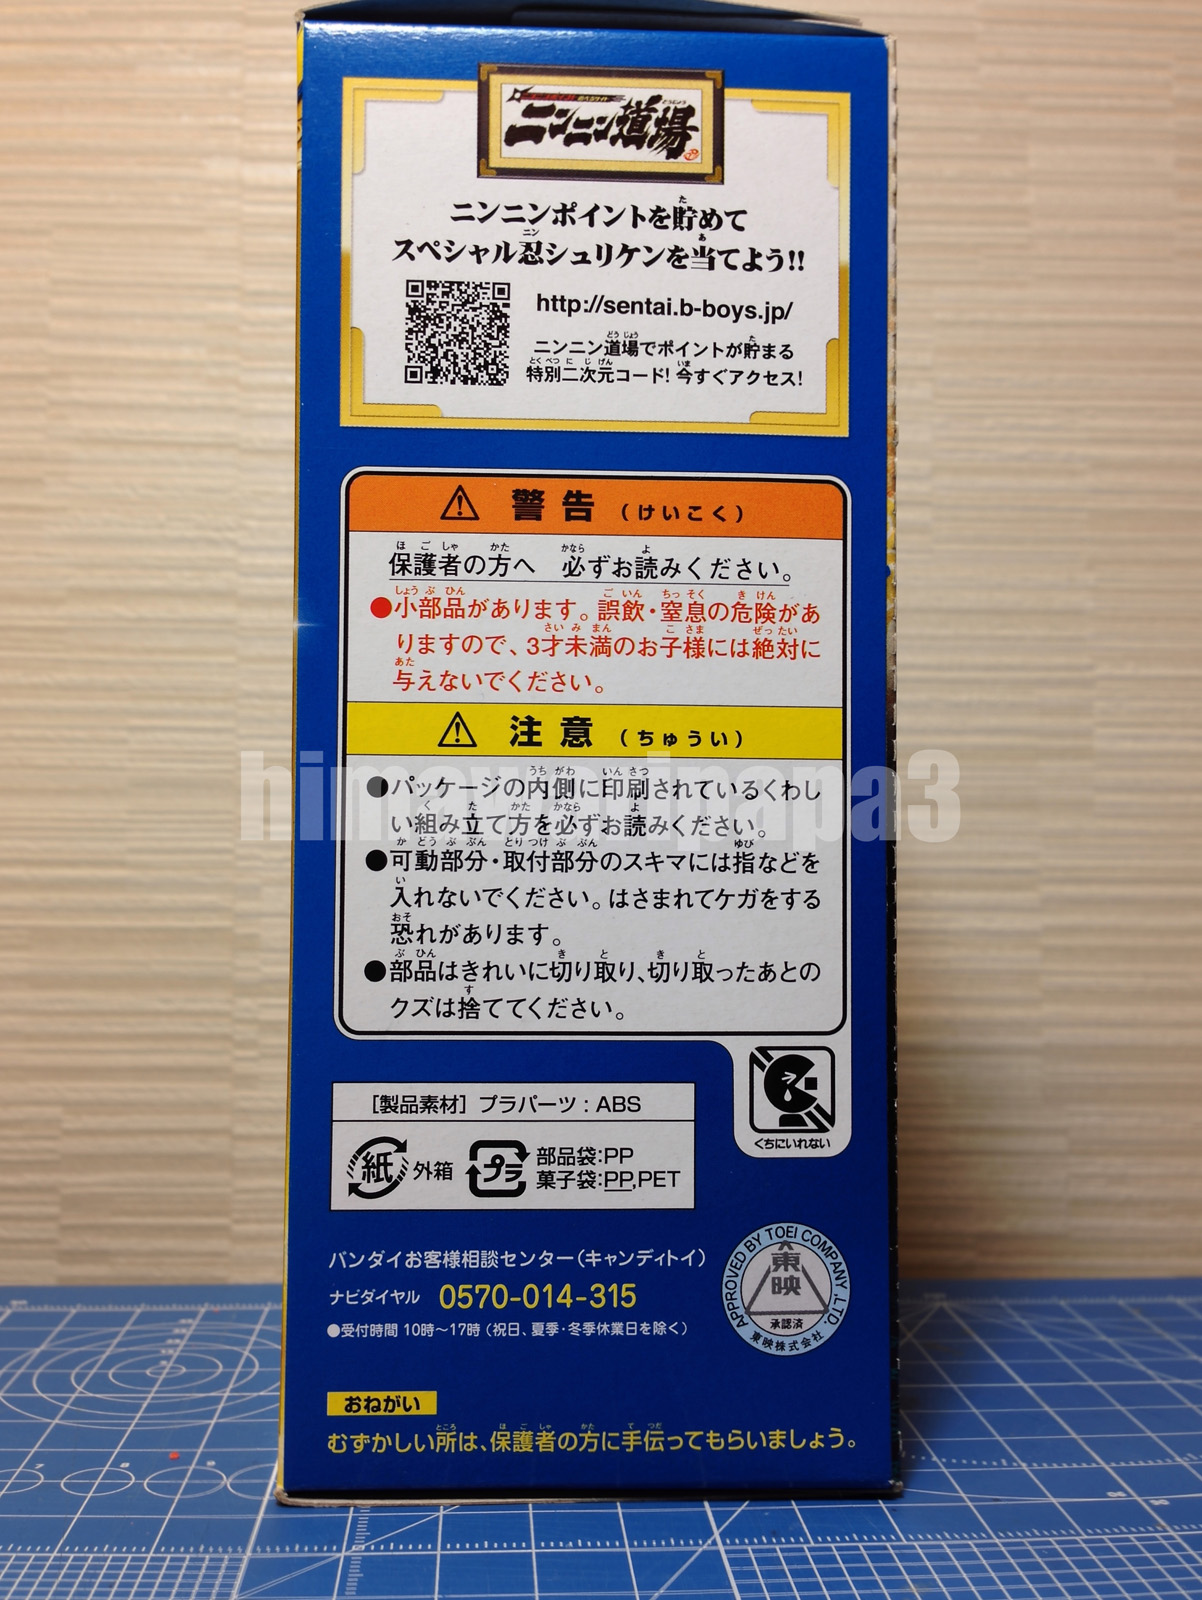 ニンニン道場
どうじょう
ニンニンポイントを貯めて
スペシャル忍シュリケンを当てよう!!
http://sentai.b-boys.jp/
ニンニン道場でポイントが貯まる
特別二次元コード! 今すぐアクセス!
警告 (けいこく)
保護者の方へ 必ずお読みください。
●小部品があります。誤飲・窒息の危険があ
りますので、3才未満のお子様には絶対に
与えないでください。
注意 (ちゅうい)
●パッケージの内側に印刷されているくわし
い組み立て方を必ずお読みください。
●可動部分・取付部分のスキマには指などを
入れないでください。はさまれてケガをする
恐れがあります。
●部品はきれいに切り取り、切り取ったあとの
クズは捨ててください。
くちにいれない
[製品素材] プラパーツ:ABS
紙 外箱
プラ 部品袋:PP
菓子袋:PP,PET
バンダイお客様相談センター(キャンディトイ)
ナビダイヤル 0570-014-315
●受付時間 10時～17時 (祝日、夏季・冬季休業日を除く)
APPROVED BY TOEI COMPANY, LTD.
東映
承認済
東映株式会社
おねがい
むずかしい所は、保護者の方に手伝ってもらいましょう。
himawaripapa3